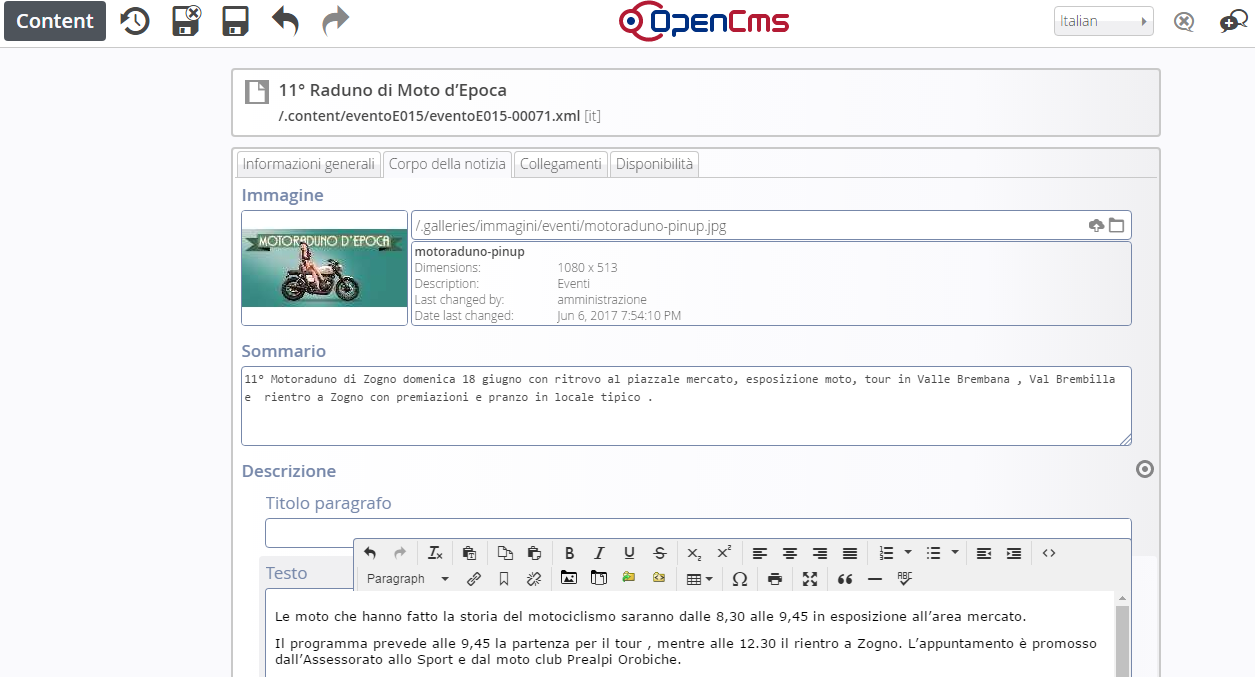 Content
OpenCms
Italian
11° Raduno di Moto d’Epoca
/.content/eventoE015/eventoE015-00071.xml [it]
Informazioni generali
Corpo della notizia
Collegamenti
Disponibilità
Immagine
MOTORADUNO D'EPOCA
/.galleries/immagini/eventi/motoraduno-pinup.jpg
motoraduno-pinup
Dimensions: 1080 x 513
Description: Eventi
Last changed by: amministrazione
Date last changed: Jun 6, 2017 7:54:10 PM
Sommario
11° Motoraduno di Zogno domenica 18 giugno con ritrovo al piazzale mercato, esposizione moto, tour in Valle Brembana , Val Brembilla
e  rientro a Zogno con premiazioni e pranzo in locale tipico .
Descrizione
Titolo paragrafo
Testo
Paragraph
Le moto che hanno fatto la storia del motociclismo saranno dalle 8,30 alle 9,45 in esposizione all’area mercato.
Il programma prevede alle 9,45 la partenza per il tour , mentre alle 12.30 il rientro a Zogno. L’appuntamento è promosso
dall’Assessorato allo Sport e dal moto club Prealpi Orobiche.